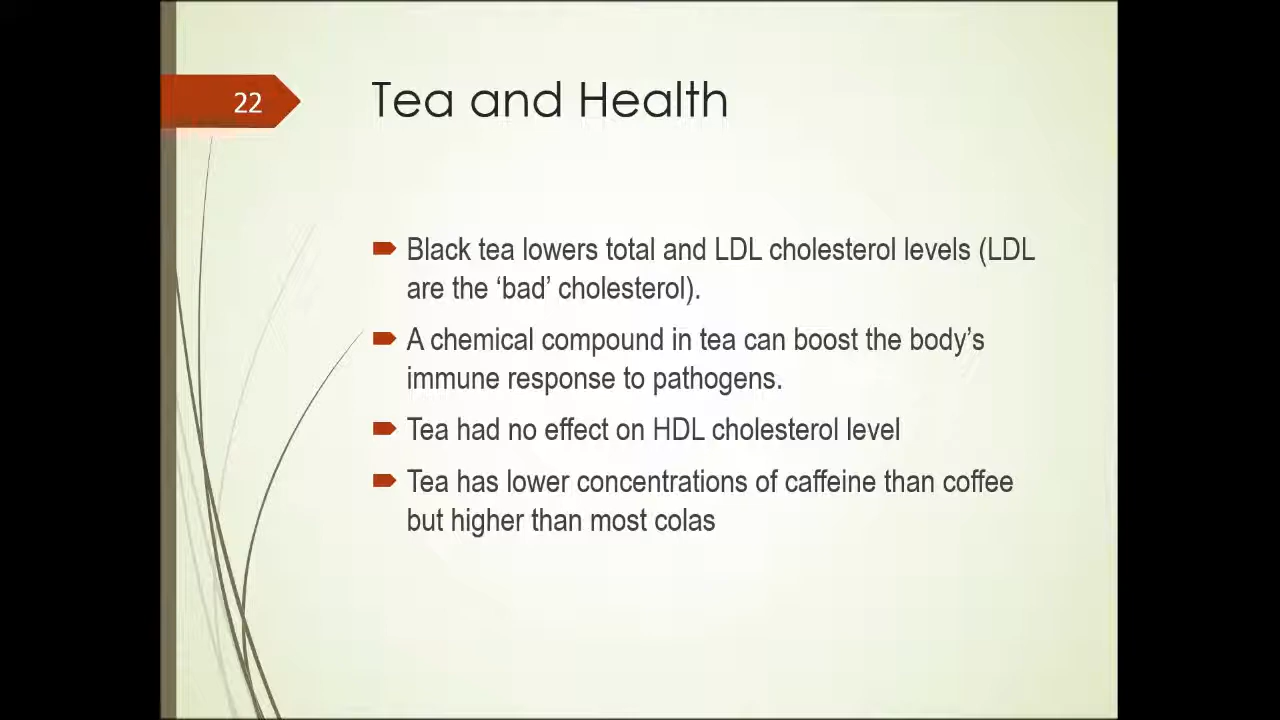 22
Tea and Health
Black tea lowers total and LDL cholesterol levels (LDL
are the ‘bad’ cholesterol).
A chemical compound in tea can boost the body’s
immune response to pathogens.
Tea had no effect on HDL cholesterol level
Tea has lower concentrations of caffeine than coffee
but higher than most colas